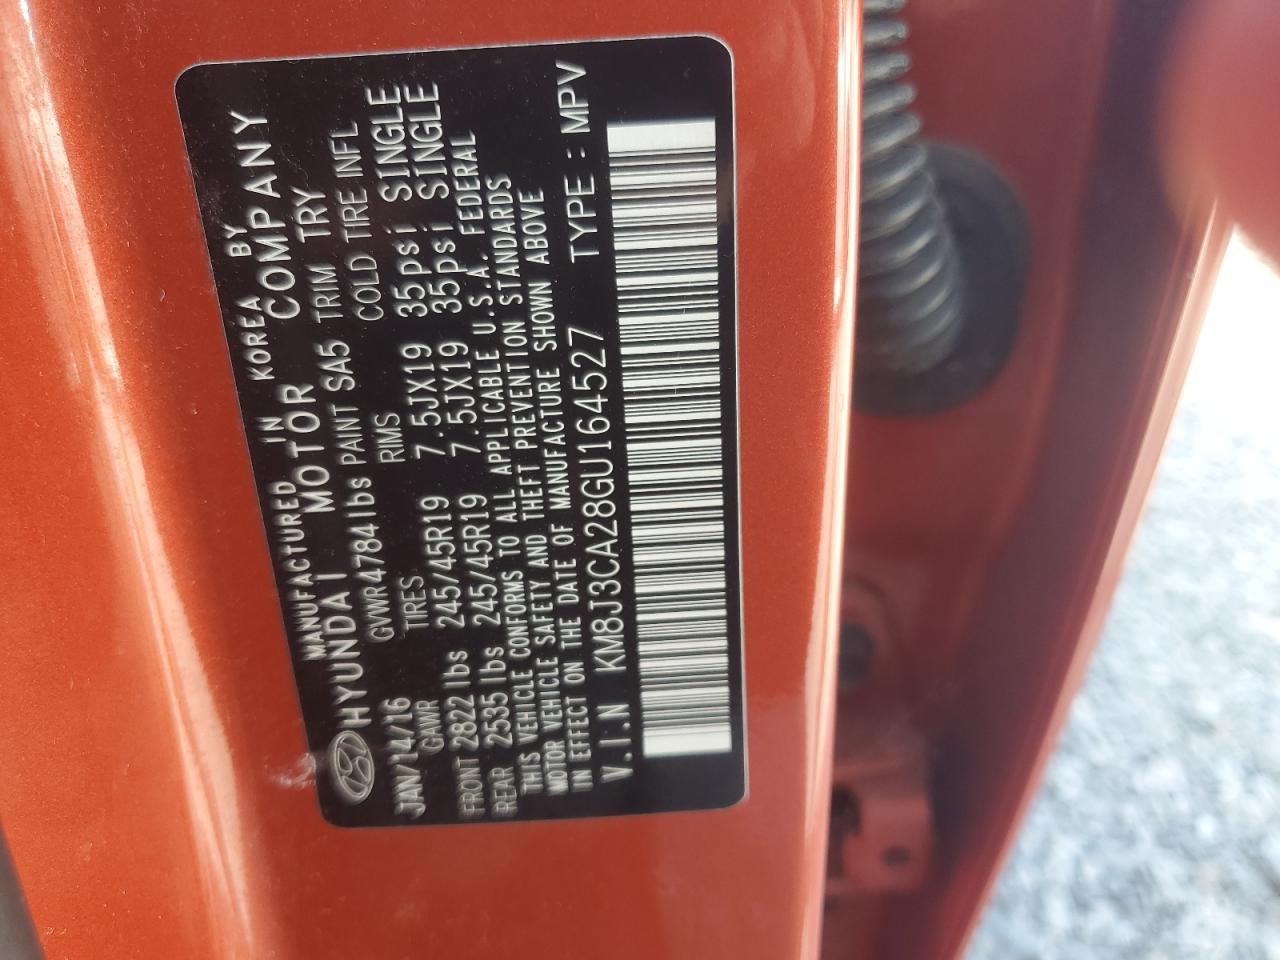 MANUFACTURED IN KOREA BY
HYUNDAI MOTOR COMPANY
JAN/14/16 GVWR 4784 lbs PAINT SA5 TRIM TRY
GAWR TIRES RIMS COLD TIRE INFL
FRONT 2822 lbs 245/45R19 7.5JX19 35psi SINGLE
REAR 2535 lbs 245/45R19 7.5JX19 35psi SINGLE
THIS VEHICLE CONFORMS TO ALL APPLICABLE U.S.A. FEDERAL
MOTOR VEHICLE SAFETY AND THEFT PREVENTION STANDARDS
IN EFFECT ON THE DATE OF MANUFACTURE SHOWN ABOVE
V.I.N KM8J3CA28GU164527 TYPE : MPV